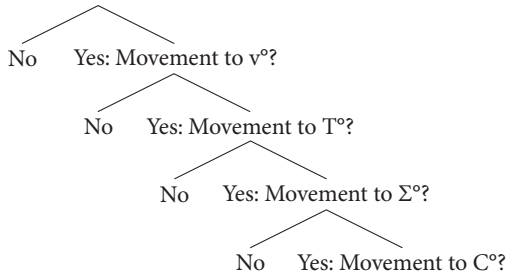 No Yes: Movement to v°?
No Yes: Movement to T°?
No Yes: Movement to Σ°?
No Yes: Movement to C°?